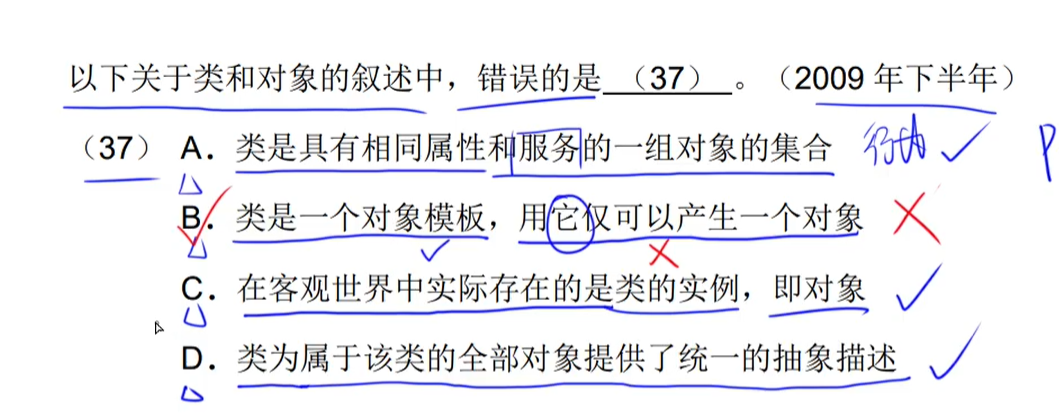 以下关于类和对象的叙述中，错误的是（37）。（2009年下半年）
（37） A．类是具有相同属性和服务的一组对象的集合 行为 P
B．类是一个对象模板，用它仅可以产生一个对象
C．在客观世界中实际存在的是类的实例，即对象
D．类为属于该类的全部对象提供了统一的抽象描述